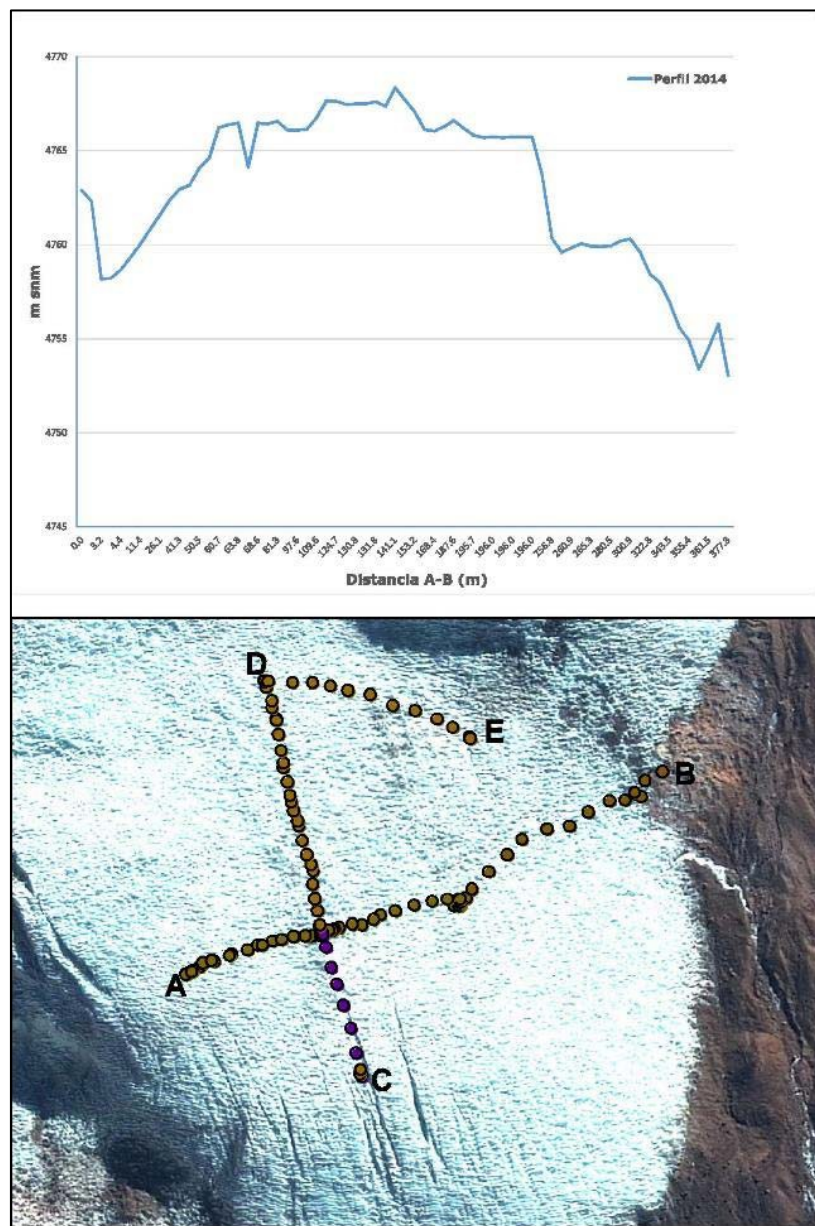 4770
Perfil 2014
4765
4760
4755
4750
4745
m snm
0.0 3.2 4.4 11.4 26.1 41.3 50.5 60.7 63.8 68.6 81.8 97.6 109.6 124.7 130.8 131.8 141.1 153.2 168.4 187.6 195.7 196.0 196.0 196.0 256.8 260.9 265.8 280.6 300.9 322.8 343.5 355.4 361.5 377.3
Distancia A-B (m)
D
E
B
A
C